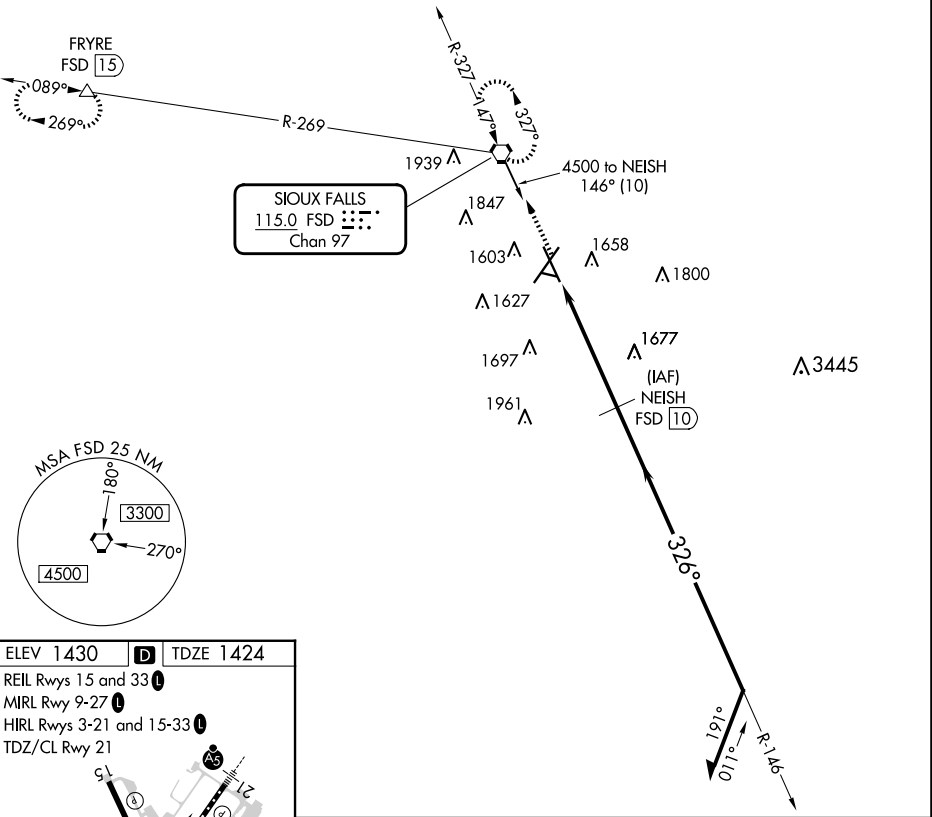 FRYRE
FSD 15
089°
269°
R-269
R-327
147°
327°
1939
4500 to NEISH
146° (10)
SIOUX FALLS
115.0 FSD
Chan 97
1847
1603
1658
1800
1627
1697
1677
3445
(IAF)
NEISH
FSD 10
1961
MSA FSD 25 NM
180°
3300
270°
4500
326°
191°
011°
R-146
ELEV 1430 D TDZE 1424
REIL Rwys 15 and 33 L
MIRL Rwy 9-27 L
HIRL Rwys 3-21 and 15-33 L
TDZ/CL Rwy 21
A5
15
21
P
P